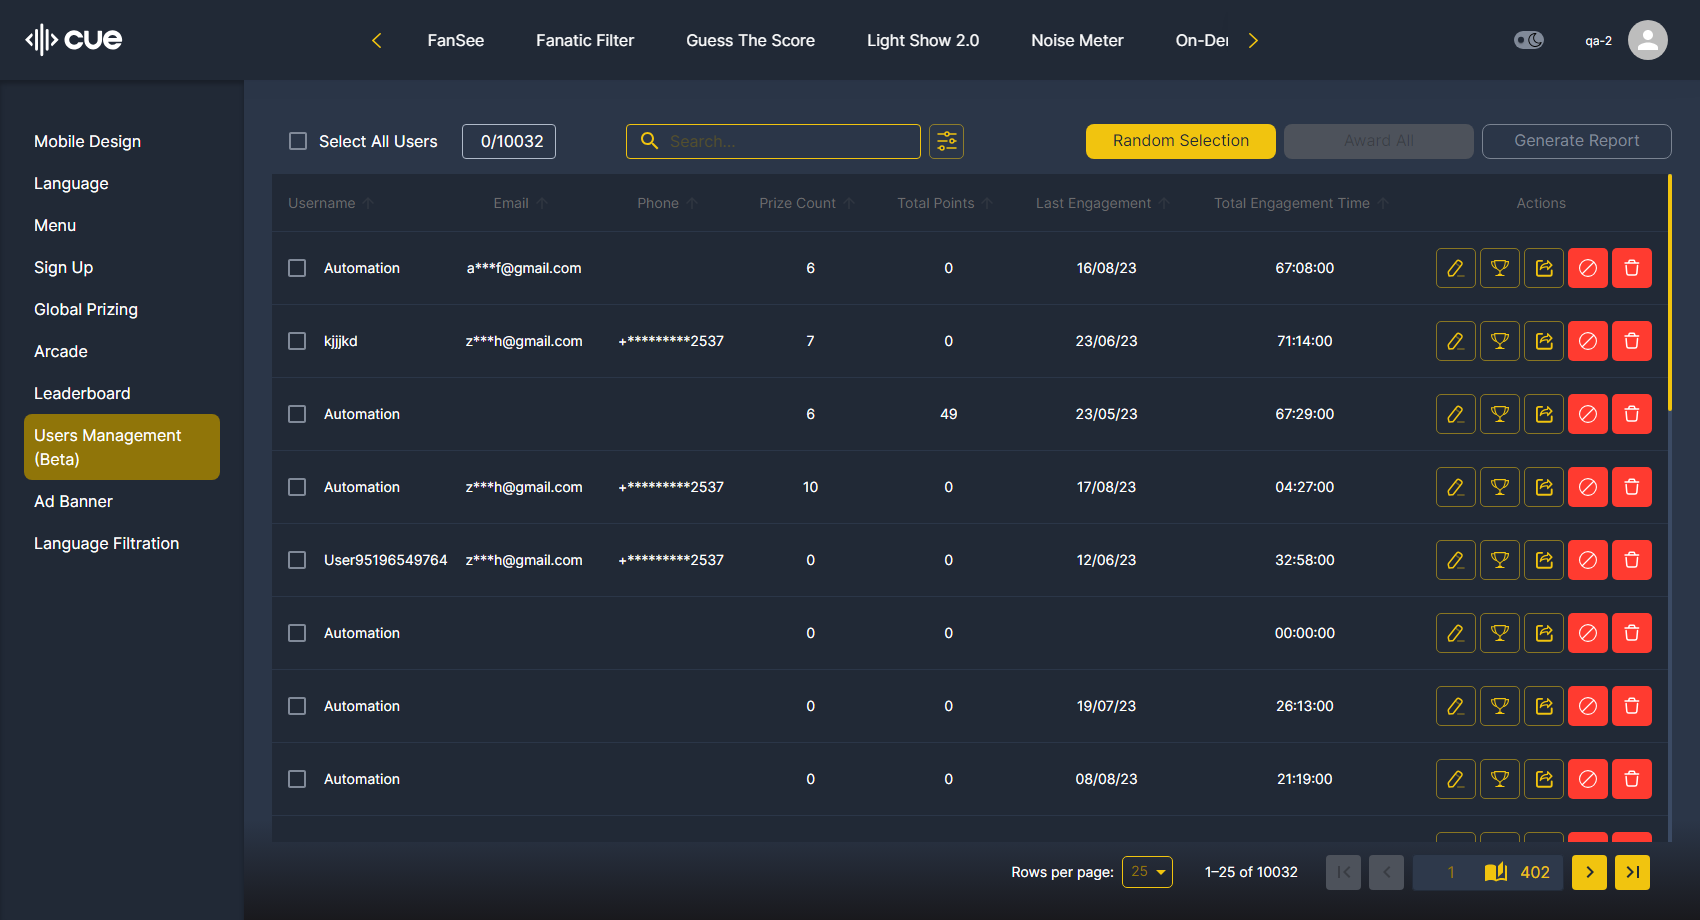 cue
FanSee Fanatic Filter Guess The Score Light Show 2.0 Noise Meter On-Der
qa-2
Mobile Design
Language
Menu
Sign Up
Global Prizing
Arcade
Leaderboard
Users Management
(Beta)
Ad Banner
Language Filtration
Select All Users 0/10032 Search... Random Selection Award All Generate Report
Username Email Phone Prize Count Total Points Last Engagement Total Engagement Time Actions
Automation a***f@gmail.com 6 0 16/08/23 67:08:00
kjjjkd z***h@gmail.com +*********2537 7 0 23/06/23 71:14:00
Automation 6 49 23/05/23 67:29:00
Automation z***h@gmail.com +*********2537 10 0 17/08/23 04:27:00
User95196549764 z***h@gmail.com +*********2537 0 0 12/06/23 32:58:00
Automation 0 0 00:00:00
Automation 0 0 19/07/23 26:13:00
Automation 0 0 08/08/23 21:19:00
Rows per page: 25 1–25 of 10032 1 402